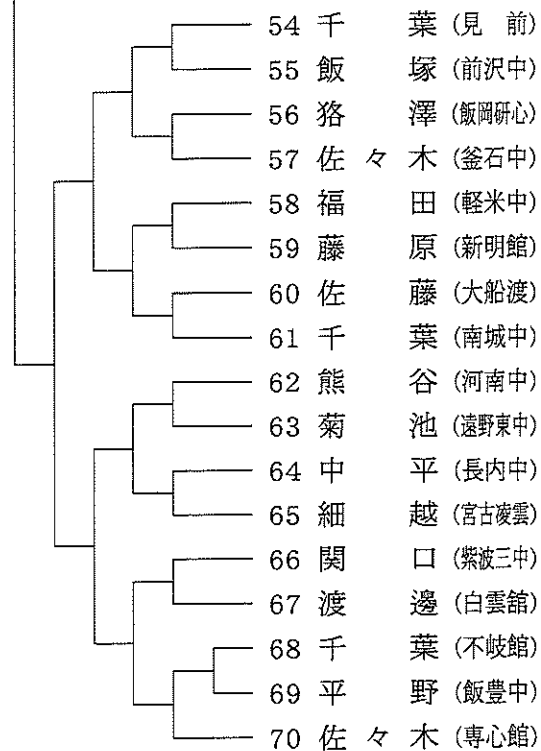 54 千葉 (見前)
55 飯塚 (前沢中)
56 狢澤 (飯岡研心)
57 佐々木 (釜石中)
58 福田 (軽米中)
59 藤原 (新明館)
60 佐藤 (大船渡)
61 千葉 (南城中)
62 熊谷 (河南中)
63 菊池 (遠野東中)
64 中平 (長内中)
65 細越 (宮古凌雲)
66 関口 (紫波三中)
67 渡邊 (白雲舘)
68 千葉 (不岐館)
69 平野 (飯豊中)
70 佐々木 (専心館)